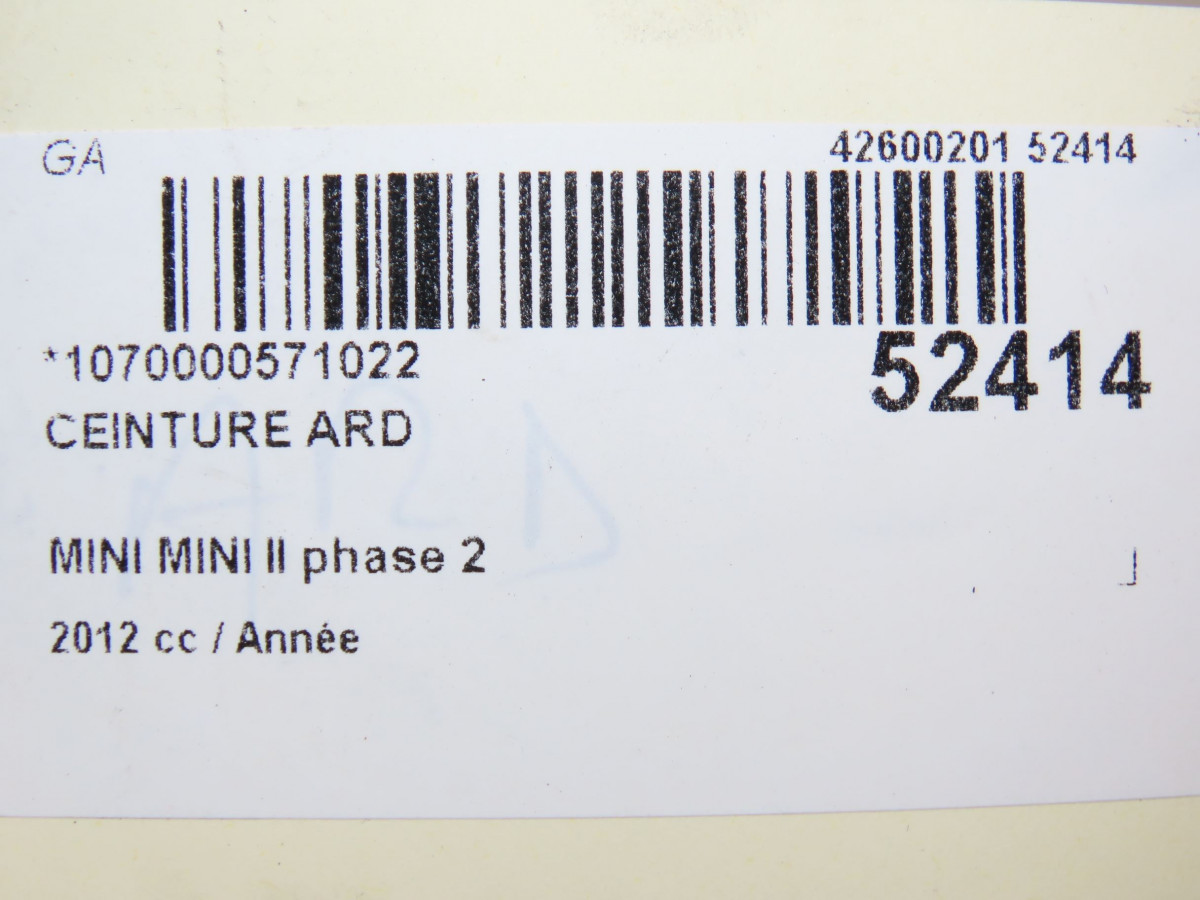 GA
42600201 52414
*1070000571022
52414
CEINTURE ARD
MINI MINI II phase 2
2012 cc / Année